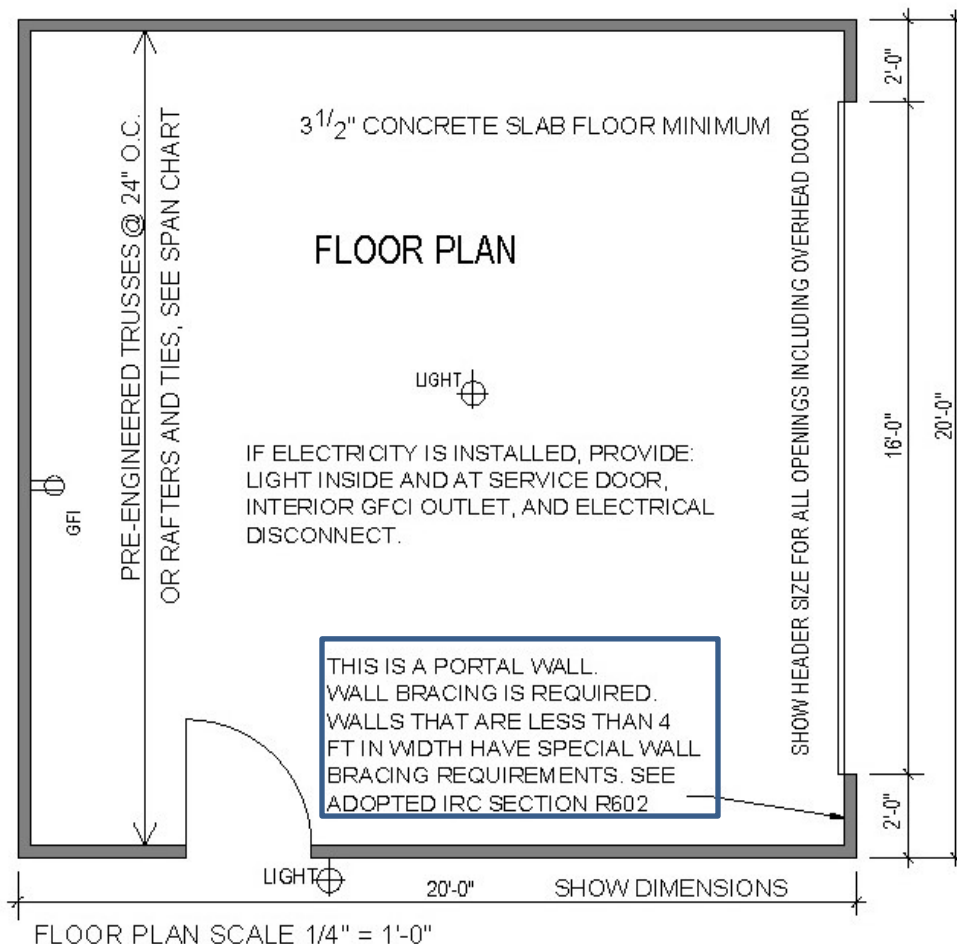 2'-0"
3 1/2" CONCRETE SLAB FLOOR MINIMUM
PRE-ENGINEERED TRUSSES @ 24" O.C.
OR RAFTERS AND TIES, SEE SPAN CHART
FLOOR PLAN
SHOW HEADER SIZE FOR ALL OPENINGS INCLUDING OVERHEAD DOOR
16'-0"
20'-0"
LIGHT
IF ELECTRICITY IS INSTALLED, PROVIDE:
LIGHT INSIDE AND AT SERVICE DOOR,
INTERIOR GFCI OUTLET, AND ELECTRICAL
DISCONNECT.
GFI
THIS IS A PORTAL WALL.
WALL BRACING IS REQUIRED.
WALLS THAT ARE LESS THAN 4
FT IN WIDTH HAVE SPECIAL WALL
BRACING REQUIREMENTS. SEE
ADOPTED IRC SECTION R602
2'-0"
LIGHT
20'-0"
SHOW DIMENSIONS
FLOOR PLAN SCALE 1/4" = 1'-0"